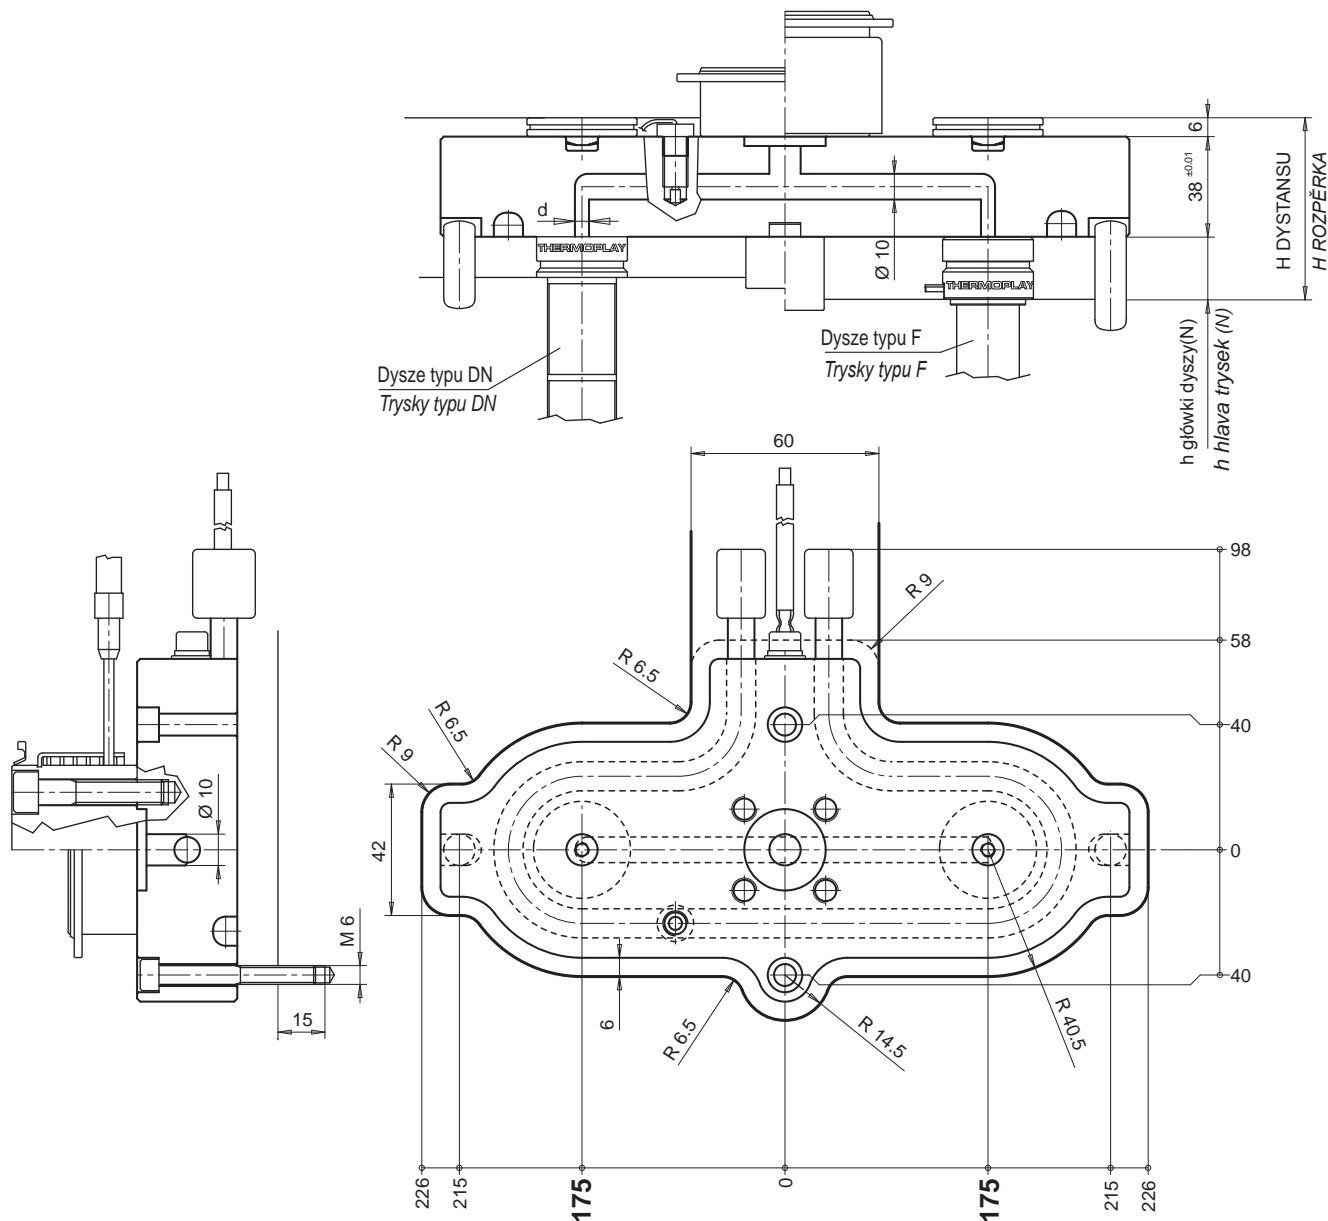 6
38 ±0.01
H DYSTANSU
H ROZPĚRKA
d
THERMOPLAY
Ø 10
THERMOPLAY
Dysze typu DN
Trysky typu DN
Dysze typu F
Trysky typu F
h główki dyszy(N)
h hlava trysek (N)
60
98
R 9
58
R 6.5
40
R 6.5
R 9
Ø 10
42
0
M 6
15
6
R 6.5
R 14.5
R 40.5
40
226
215
175
0
175
215
226